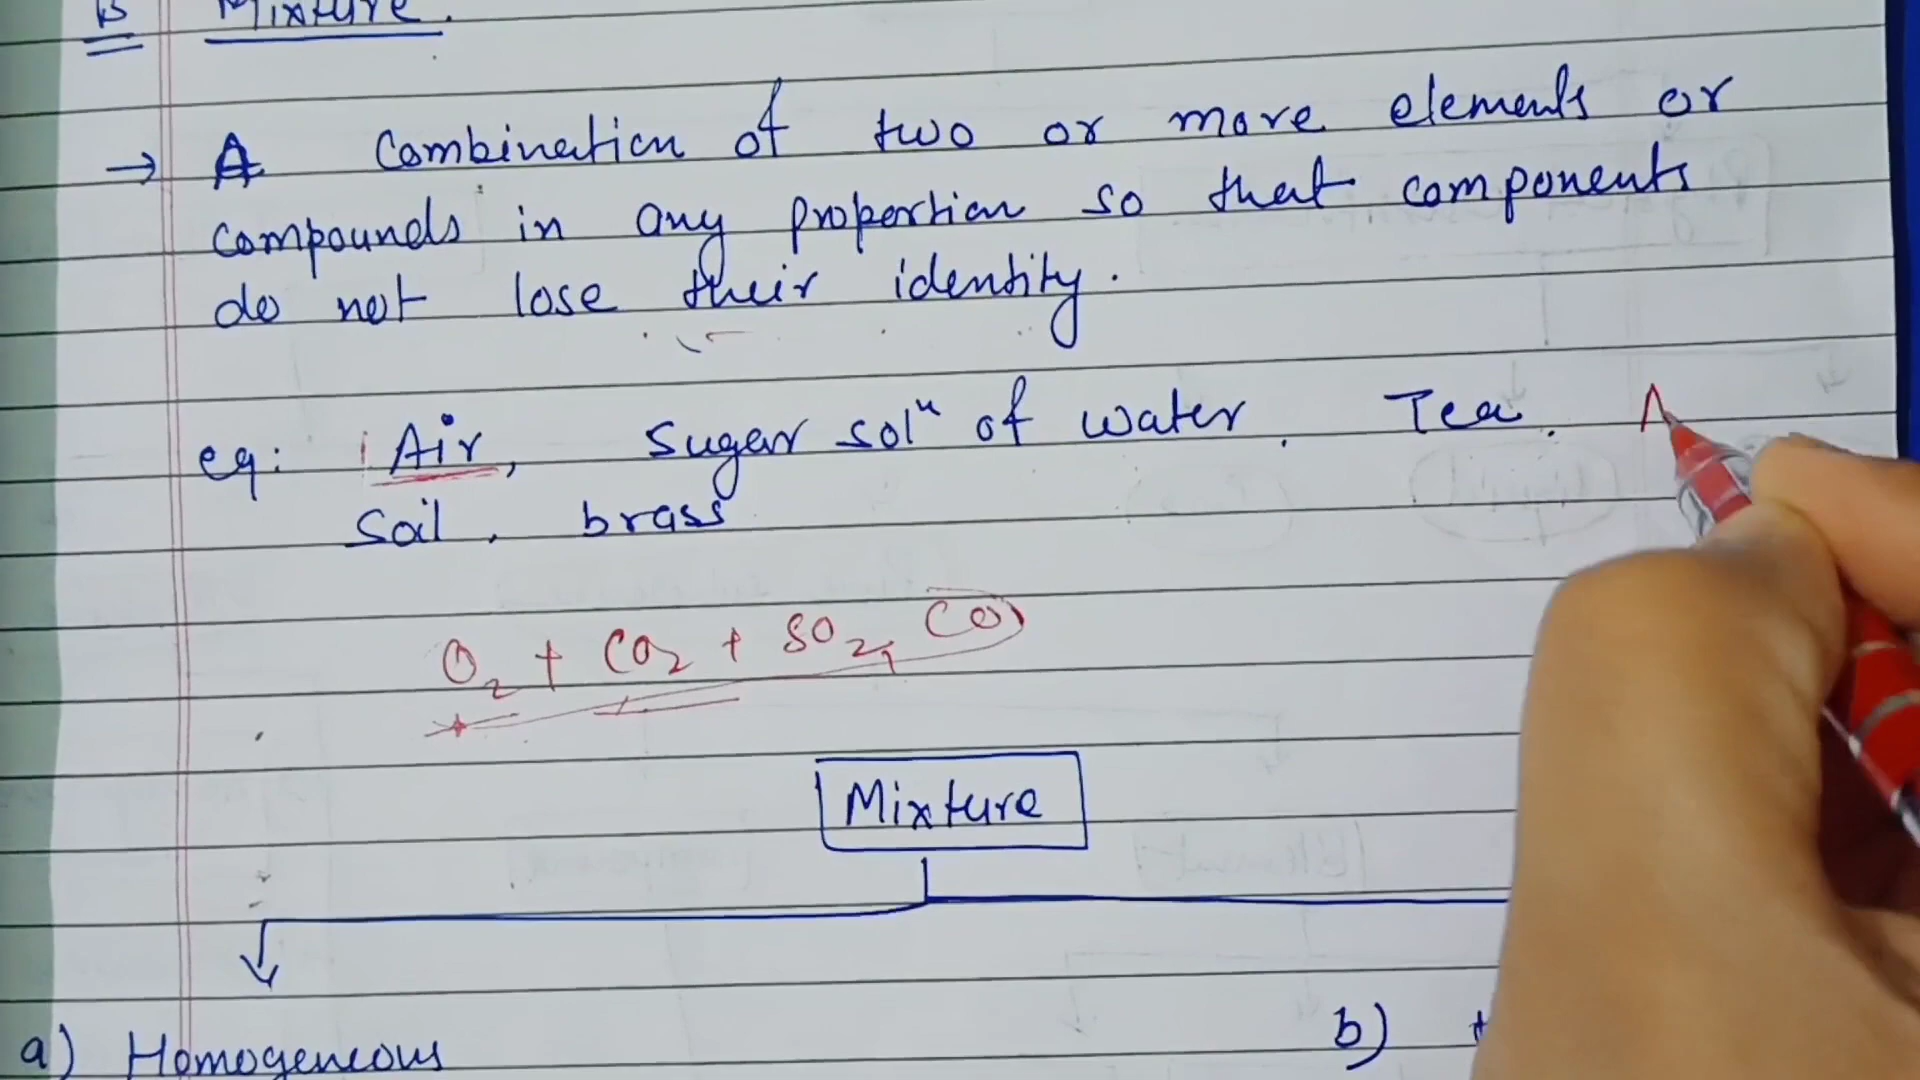 Mixture.
→ A Combination of two or more elements or
compounds in any proportion so that components
do not lose their identity.
eg: Air, Sugar solⁿ of water. Tea.
Soil, brass
O₂ + CO₂ + SO₂, CO
Mixture
a) Homogeneous
b)